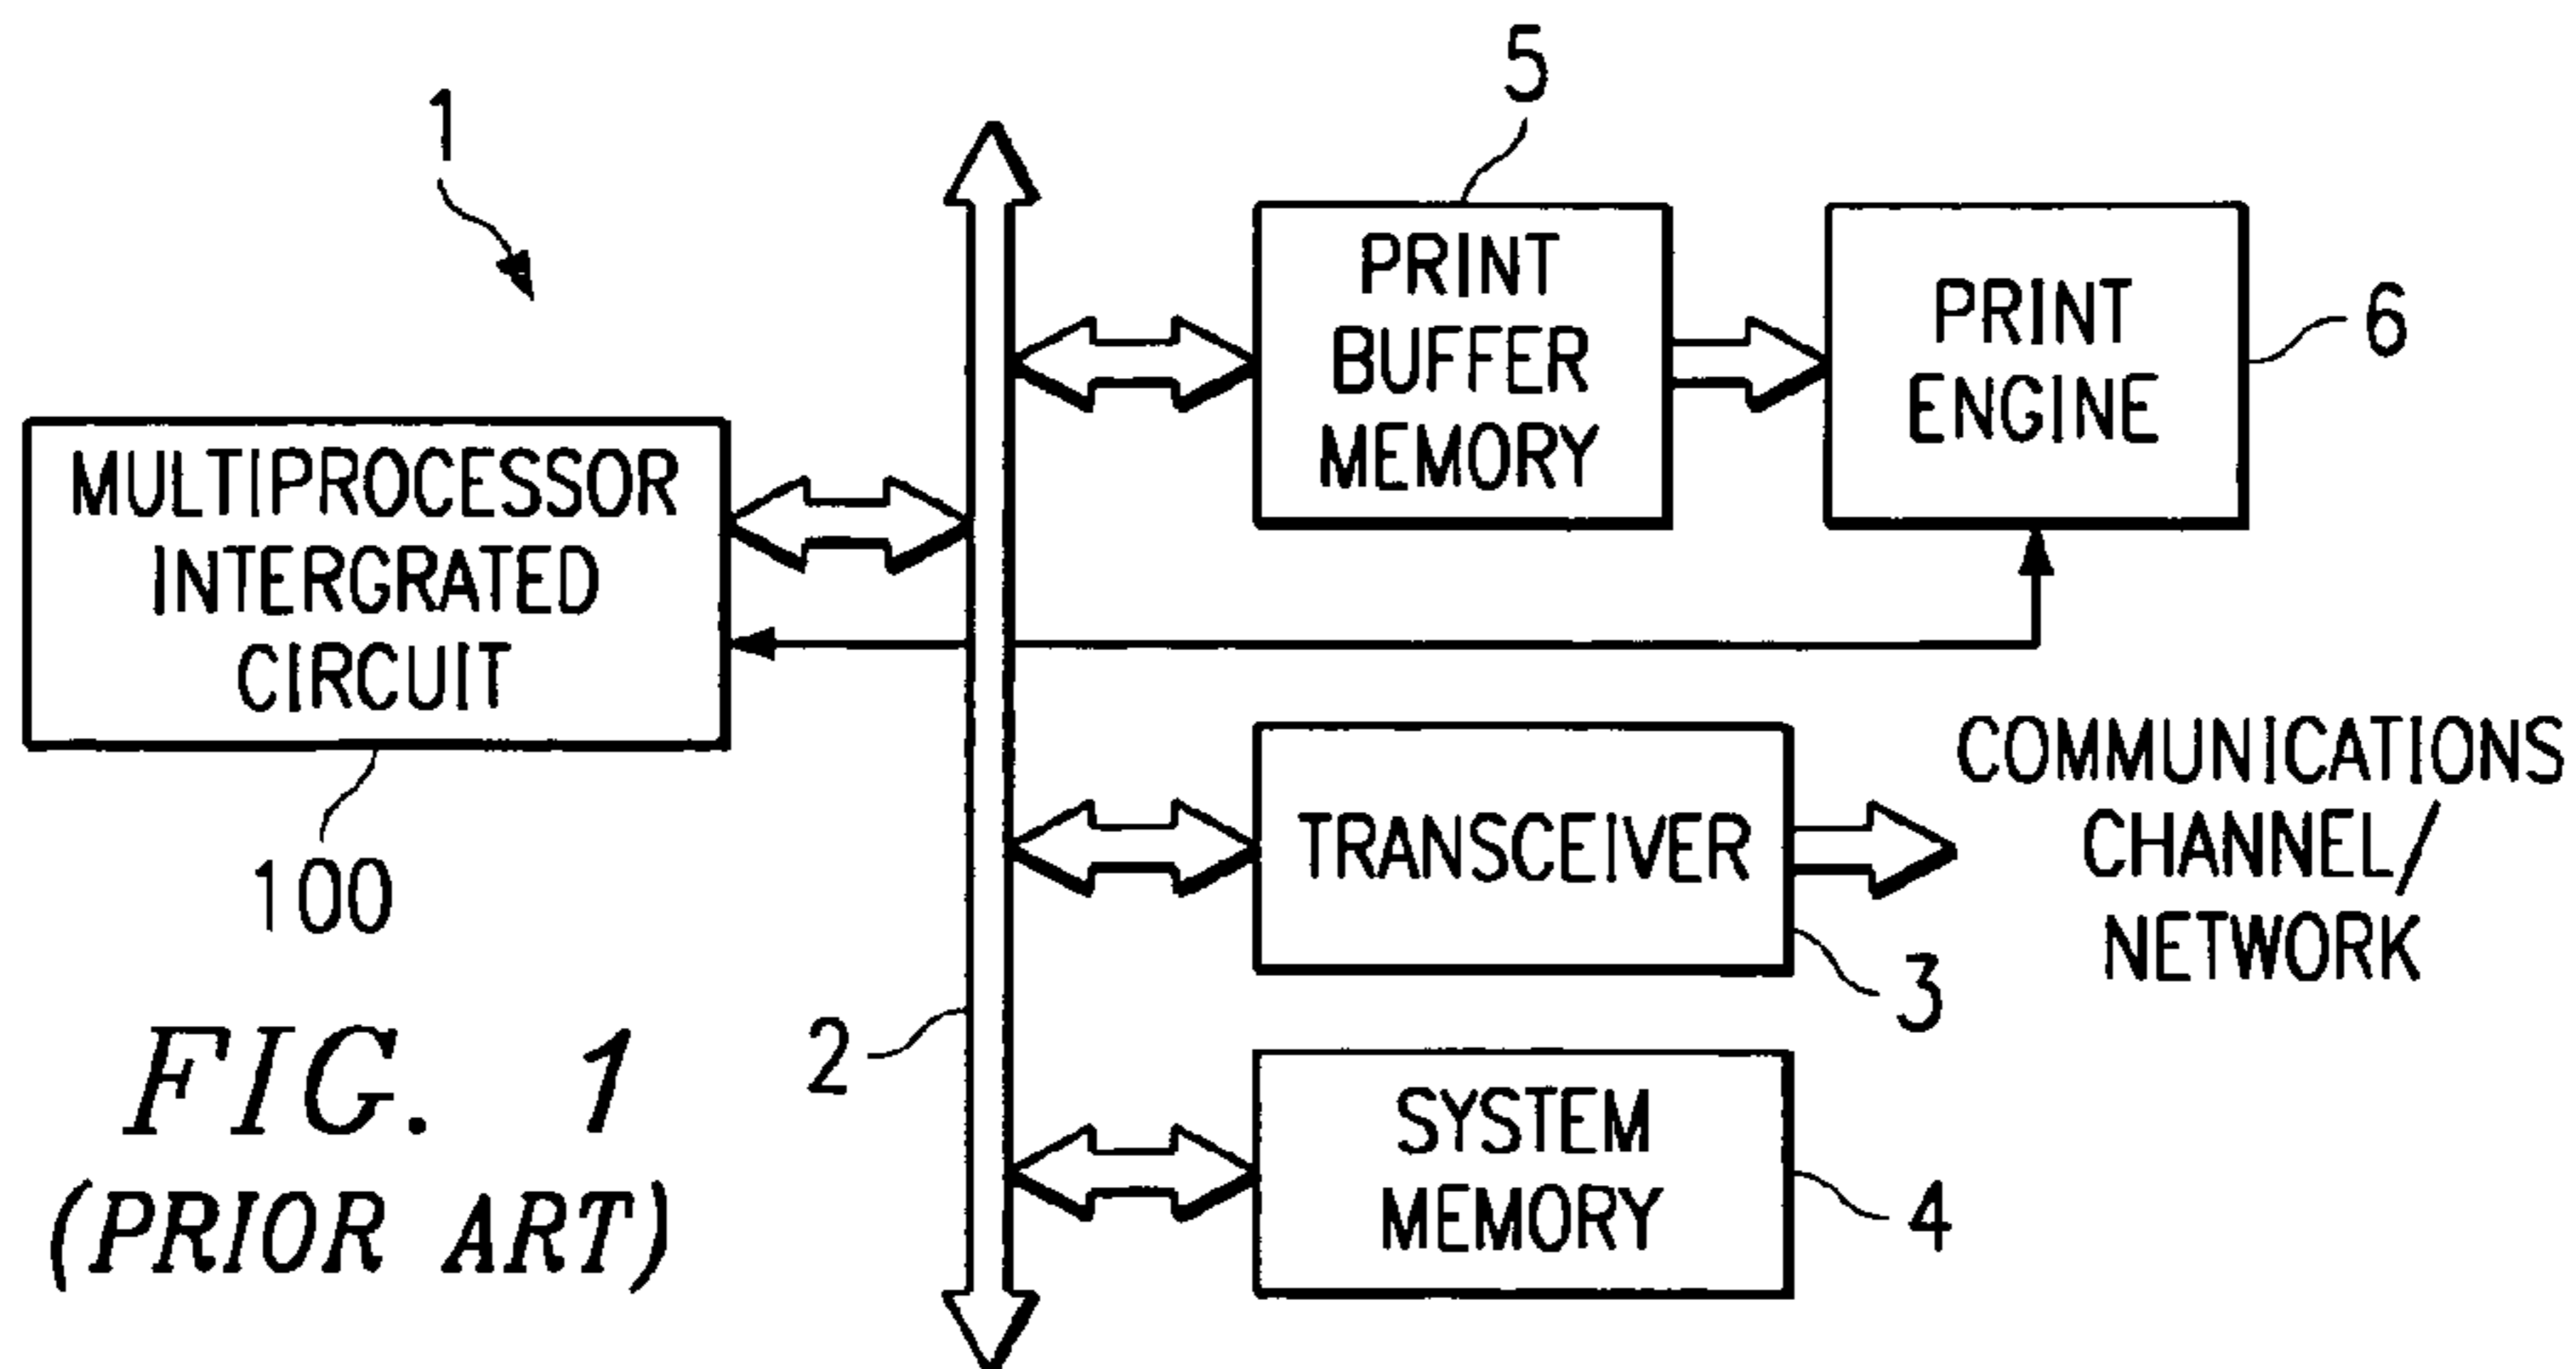 1
5
PRINT
BUFFER
MEMORY
PRINT
ENGINE
6
MULTIPROCESSOR
INTERGRATED
CIRCUIT
100
TRANSCEIVER
3
COMMUNICATIONS
CHANNEL/
NETWORK
2
SYSTEM
MEMORY
4
FIG. 1
(PRIOR ART)